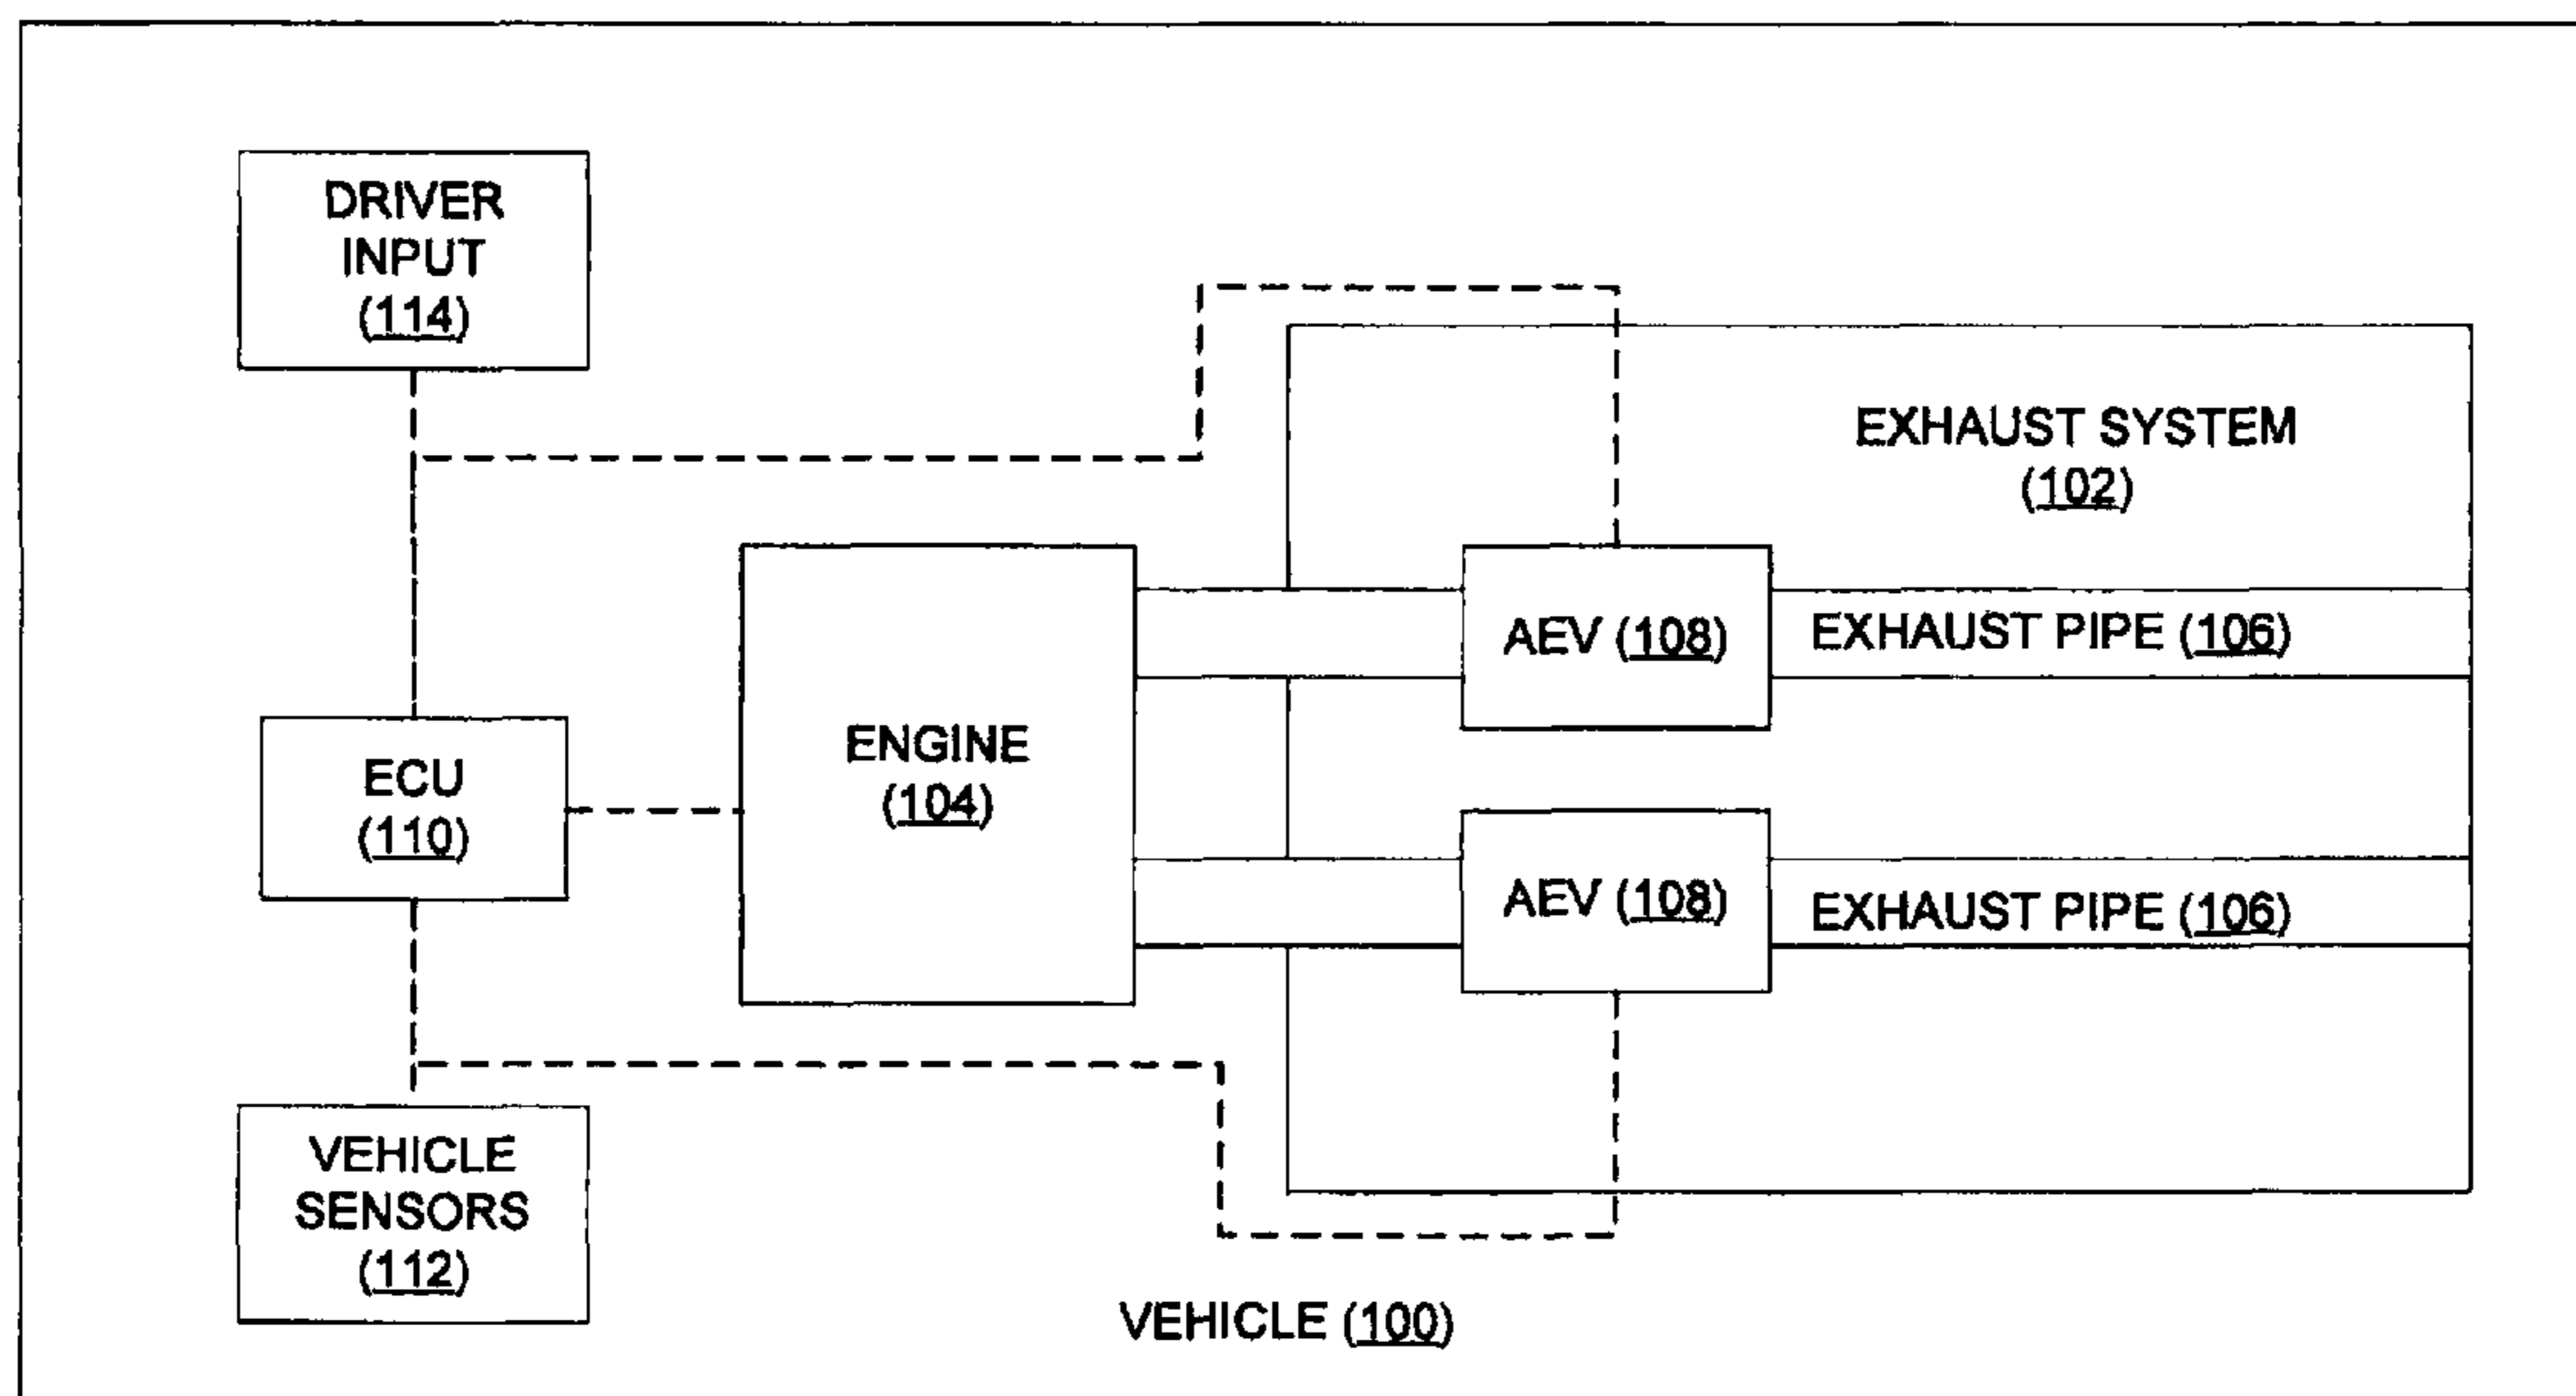 DRIVER
INPUT
(114)
EXHAUST SYSTEM
(102)
AEV (108)
EXHAUST PIPE (106)
ENGINE
(104)
ECU
(110)
AEV (108)
EXHAUST PIPE (106)
VEHICLE
SENSORS
(112)
VEHICLE (100)